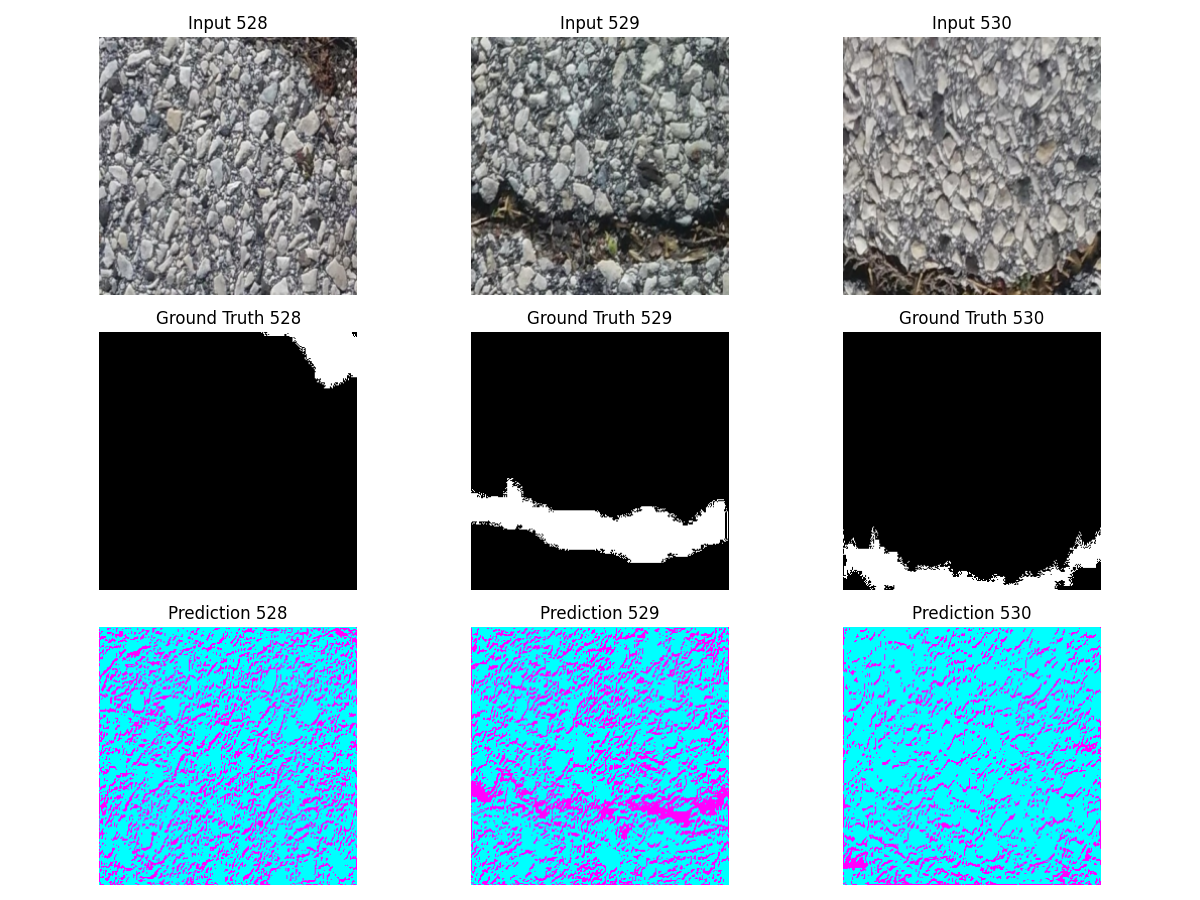 Input 528
Input 529
Input 530
Ground Truth 528
Ground Truth 529
Ground Truth 530
Prediction 528
Prediction 529
Prediction 530